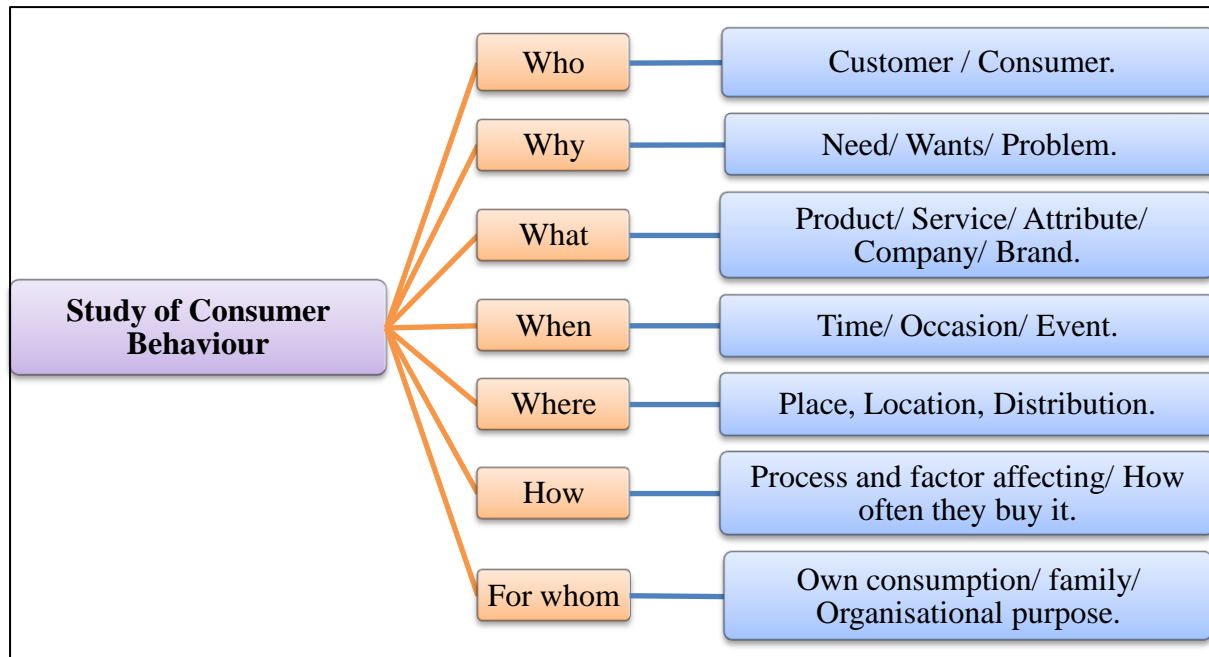 Who
Customer / Consumer.
Why
Need/ Wants/ Problem.
What
Product/ Service/ Attribute/
Company/ Brand.
Study of Consumer
Behaviour
When
Time/ Occasion/ Event.
Where
Place, Location, Distribution.
How
Process and factor affecting/ How
often they buy it.
For whom
Own consumption/ family/
Organisational purpose.